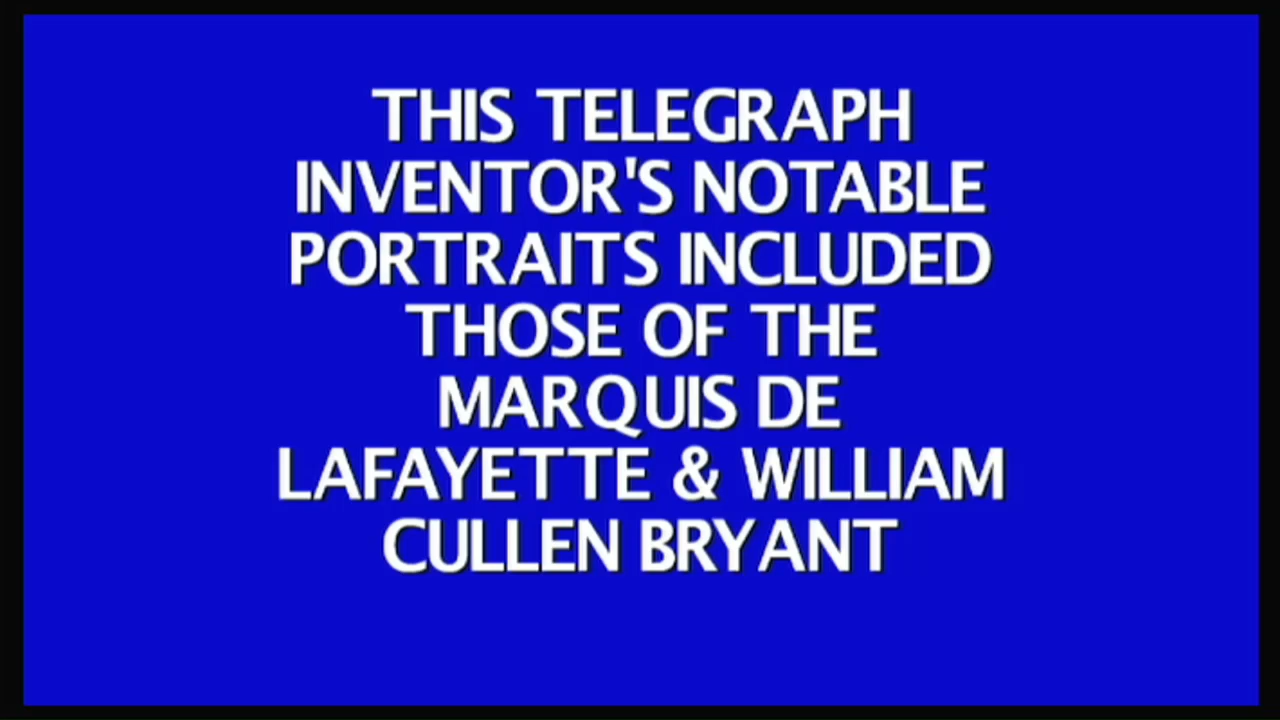 THIS TELEGRAPH
INVENTOR'S NOTABLE
PORTRAITS INCLUDED
THOSE OF THE
MARQUIS DE
LAFAYETTE & WILLIAM
CULLEN BRYANT